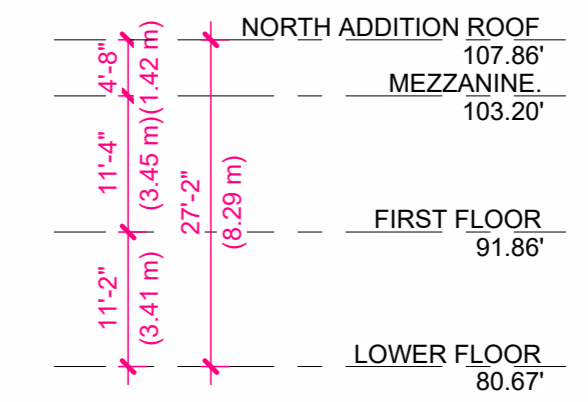 NORTH ADDITION ROOF
107.86'
MEZZANINE.
103.20'
4'-8"
(1.42 m)
11'-4"
(3.45 m)
27'-2"
(8.29 m)
FIRST FLOOR
91.86'
11'-2"
(3.41 m)
LOWER FLOOR
80.67'